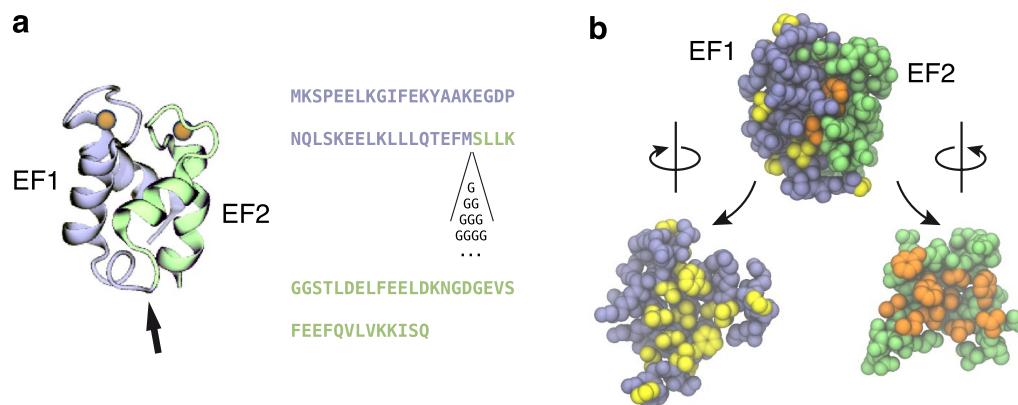 a
EF1
EF2
MKSPEELKGIFEKYAAKEGDP
NQLSKEELKLLLQTEFMSLLK
G
GG
GGG
GGGG
...
GGSTLDELFEELDKNGDGEVS
FEEFQVLVKKISQ
b
EF1
EF2